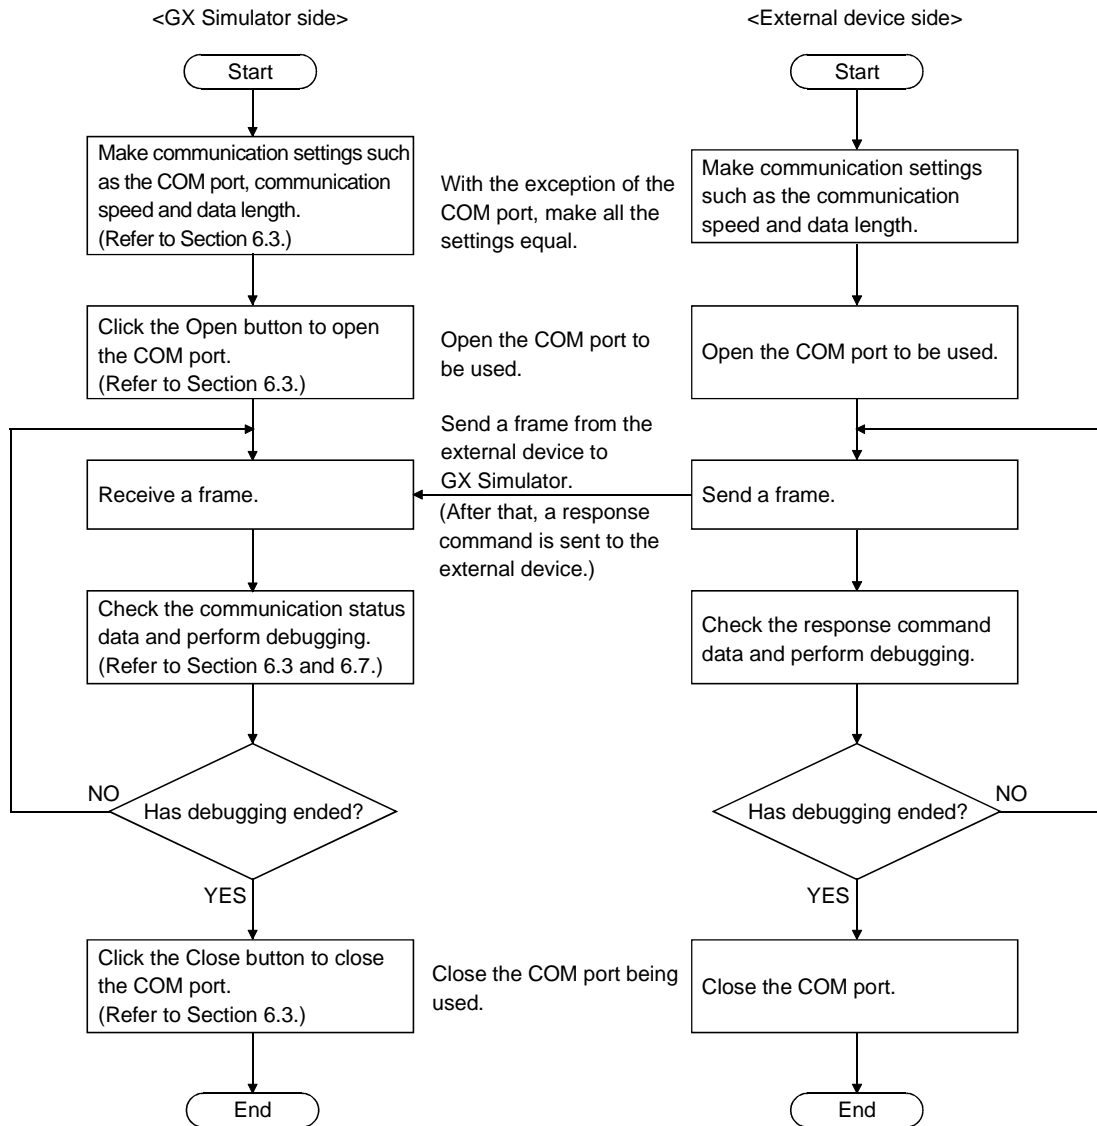 <GX Simulator side>
<External device side>
Start
Start
Make communication settings such
as the COM port, communication
speed and data length.
(Refer to Section 6.3.)
With the exception of the
COM port, make all the
settings equal.
Make communication settings
such as the communication
speed and data length.
Click the Open button to open
the COM port.
(Refer to Section 6.3.)
Open the COM port to
be used.
Open the COM port to be used.
Send a frame from the
external device to
GX Simulator.
(After that, a response
command is sent to the
external device.)
Receive a frame.
Send a frame.
Check the communication status
data and perform debugging.
(Refer to Section 6.3 and 6.7.)
Check the response command
data and perform debugging.
NO
Has debugging ended?
Has debugging ended?
NO
YES
YES
Click the Close button to close
the COM port.
(Refer to Section 6.3.)
Close the COM port being
used.
Close the COM port.
End
End